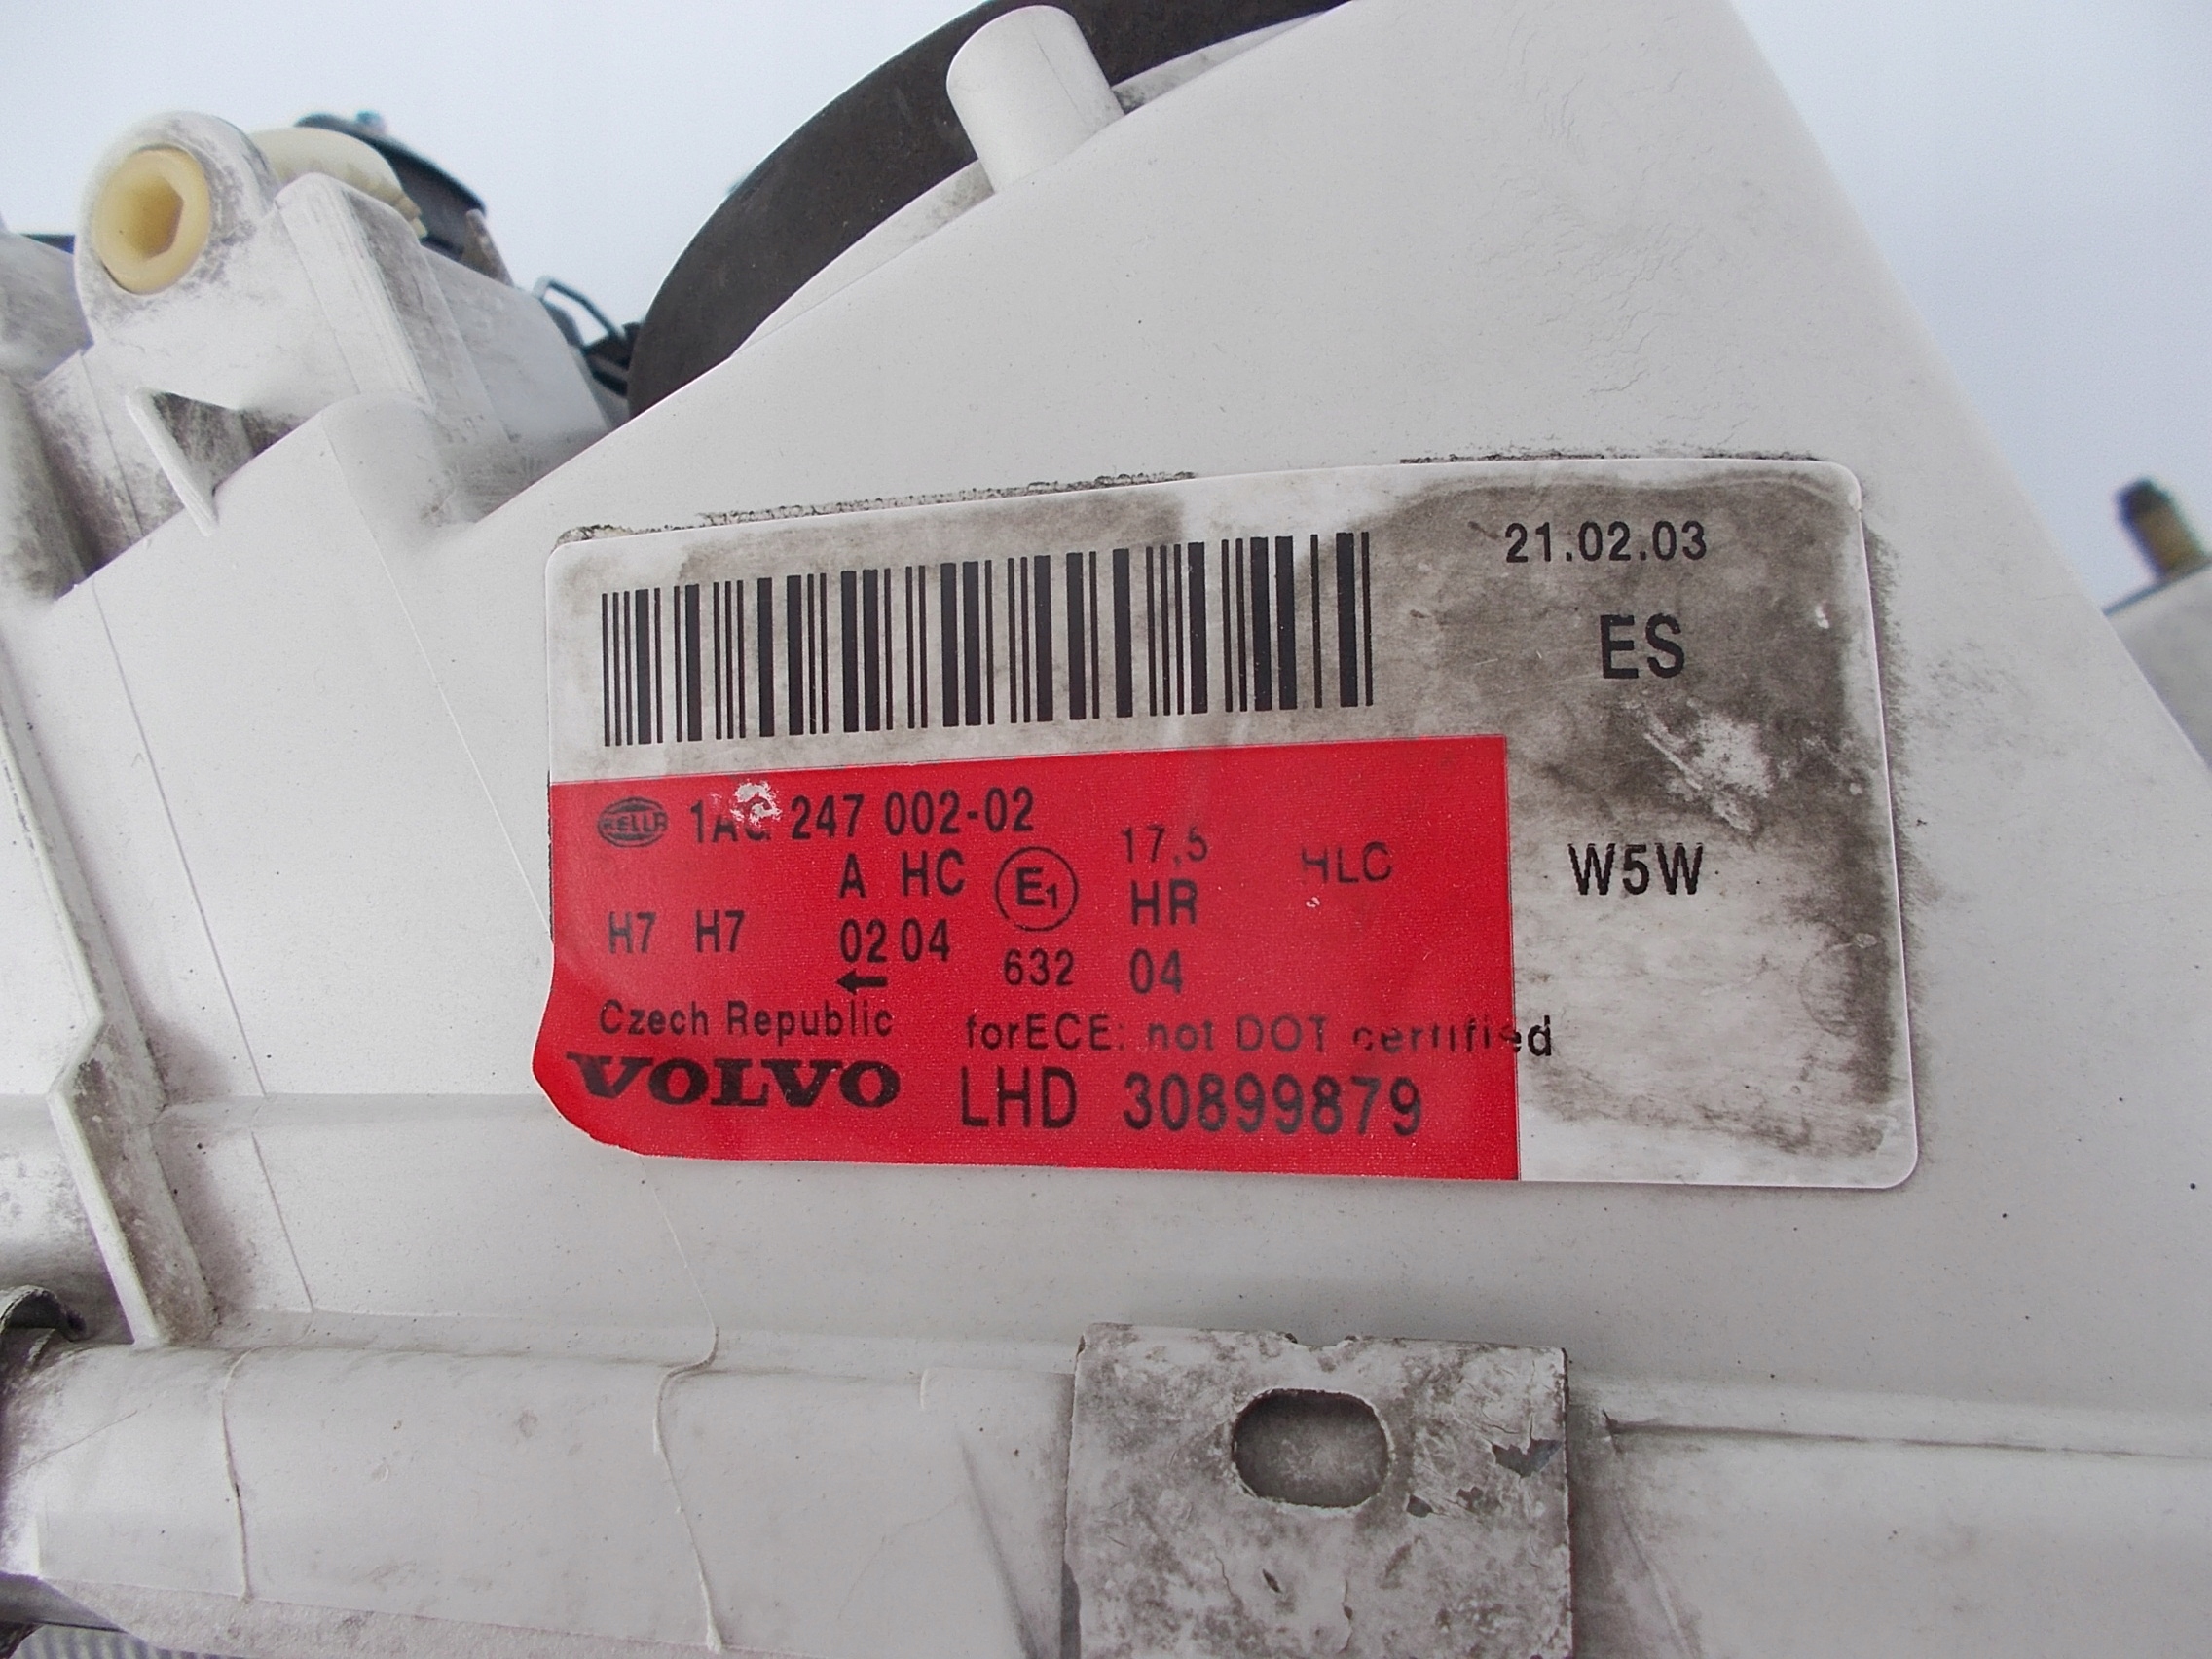 21.02.03
ES
HELLA 247 002-02
17,5 HLC
A HC E1 HR W5W
H7 H7 02 04 632 04
Czech Republic forECE: not DOT certified
VOLVO LHD 30899879